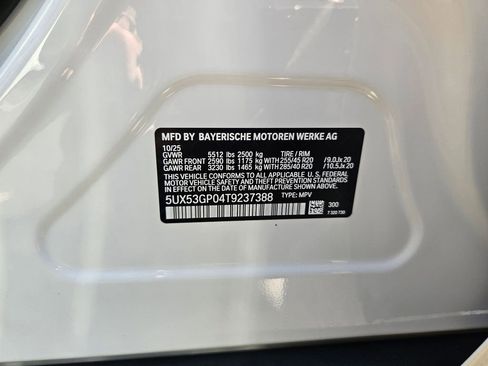 MFD BY BAYERISCHE MOTOREN WERKE AG
10/25
GVWR 5512 lbs 2500 kg TIRE / RIM
GAWR FRONT 2590 lbs 1175 kg WITH 255/45 R20 /9.0Jx 20
GAWR REAR 3230 lbs 1465 kg WITH 285/40 R20 /10.5Jx 20
THIS VEHICLE CONFORMS TO ALL APPLICABLE U.S. FEDERAL
MOTOR VEHICLE SAFETY AND THEFT PREVENTION STANDARDS
IN EFFECT ON THE DATE OF MANUFACTURE SHOWN ABOVE.
5UX53GP04T9237388 TYPE: MPV
300
7 320 730